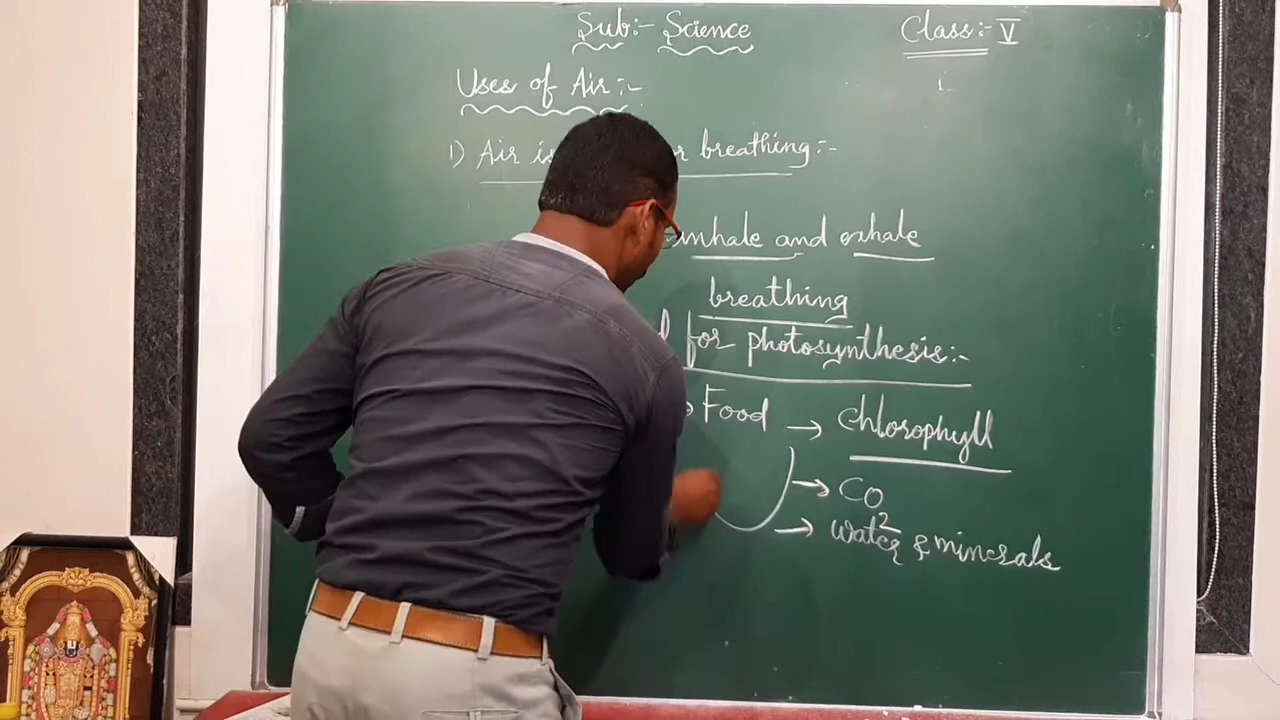 Sub:- Science
Class:- V
Uses of Air:-
1) Air is breathing:-
inhale and exhale
breathing
for photosynthesis:-
Food → chlorophyll
→ CO2
→ water & minerals